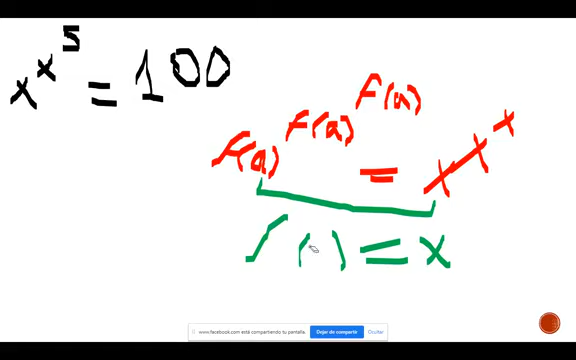 x^x^5 = 100
f(a)^f(a)^f(a) = x^x^x
f( ) = x
www.facebook.com está compartiendo tu pantalla. Dejar de compartir Ocultar